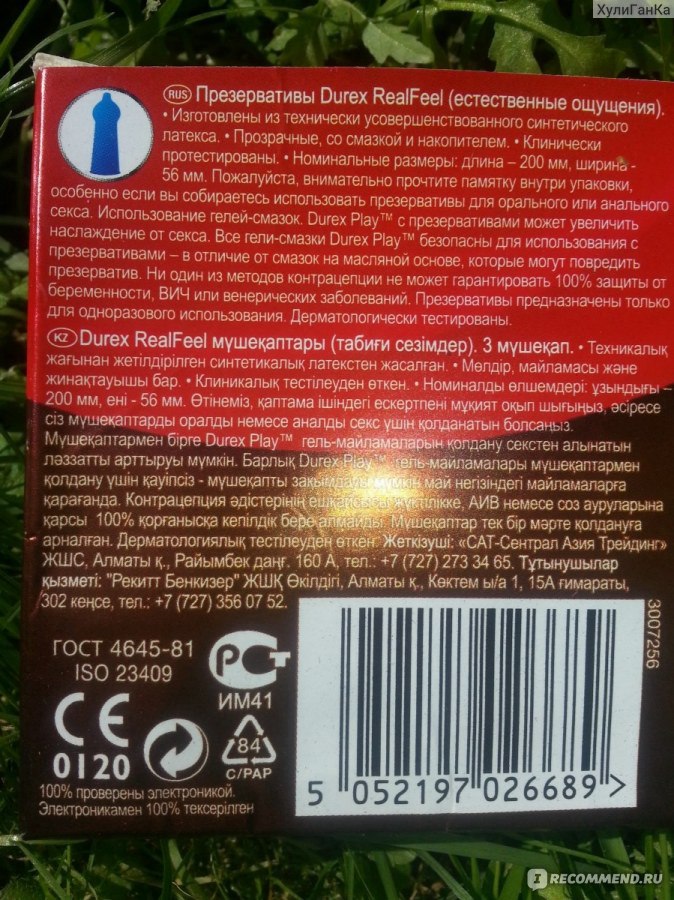 ХулиГанКа
RUS Презервативы Durex RealFeel (естественные ощущения).
• Изготовлены из технически усовершенствованного синтетического
латекса. • Прозрачные, со смазкой и накопителем. • Клинически
протестированы. • Номинальные размеры: длина – 200 мм, ширина -
56 мм. Пожалуйста, внимательно прочтите памятку внутри упаковки,
особенно если вы собираетесь использовать презервативы для орального или анального
секса. Использование гелей-смазок. Durex Play™ с презервативами может увеличить
наслаждение от секса. Все гели-смазки Durex Play™ безопасны для использования с
презервативами – в отличие от смазок на масляной основе, которые могут повредить
презерватив. Ни один из методов контрацепции не может гарантировать 100% защиты от
беременности, ВИЧ или венерических заболеваний. Презервативы предназначены только
для одноразового использования. Дерматологически тестированы.
KZ Durex RealFeel мүшеқаптары (табиғи сезімдер). 3 мүшеқап. • Техникалық
жағынан жетілдірілген синтетикалық латекстен жасалған. • Мөлдір, майламасы және
жинақтауышы бар. • Клиникалық тестілеуден өткен. • Номиналды өлшемдері: ұзындығы –
200 мм, ені - 56 мм. Өтінеміз, қаптама ішіндегі ескертпені мұқият оқып шығыңыз, әсіресе
сіз мүшеқаптарды оралды немесе аналды секс үшін қолданатын болсаңыз.
Мүшеқаптармен бірге Durex Play™ гель-майламаларын қолдану секстен алынатын
ләззатты арттыруы мүмкін. Барлық Durex Play™ гель-майламалары мүшеқаптармен
қолдану үшін қауіпсіз - мүшеқапты зақымдауы мүмкін май негізіндегі майламаларға
қарағанда. Контрацепция әдістерінің ешқайсысы жүктілікке, АИВ немесе соз ауруларына
қарсы 100% қорғанысқа кепілдік бере алмайды. Мүшеқаптар тек бір мәрте қолдануға
арналған. Дерматологиялық тестілеуден өткен. Жеткізуші: «САТ-Сентрал Азия Трейдинг»
ЖШС, Алматы қ., Райымбек даңғ. 160 А, тел.: +7 (727) 273 34 65. Тұтынушылар
қызметі: "Рекитт Бенкизер" ЖШҚ Өкілдігі, Алматы қ., Көктем ы/а 1, 15А ғимараты,
302 кеңсе, тел.: +7 (727) 356 07 52.
ГОСТ 4645-81
ISO 23409
РСТ
ИМ41
CE
0120
84
C/PAP
100% проверены электроникой.
Электроникамен 100% тексерілген
3007256
5 052197 026689 >
IRECOMMEND.RU